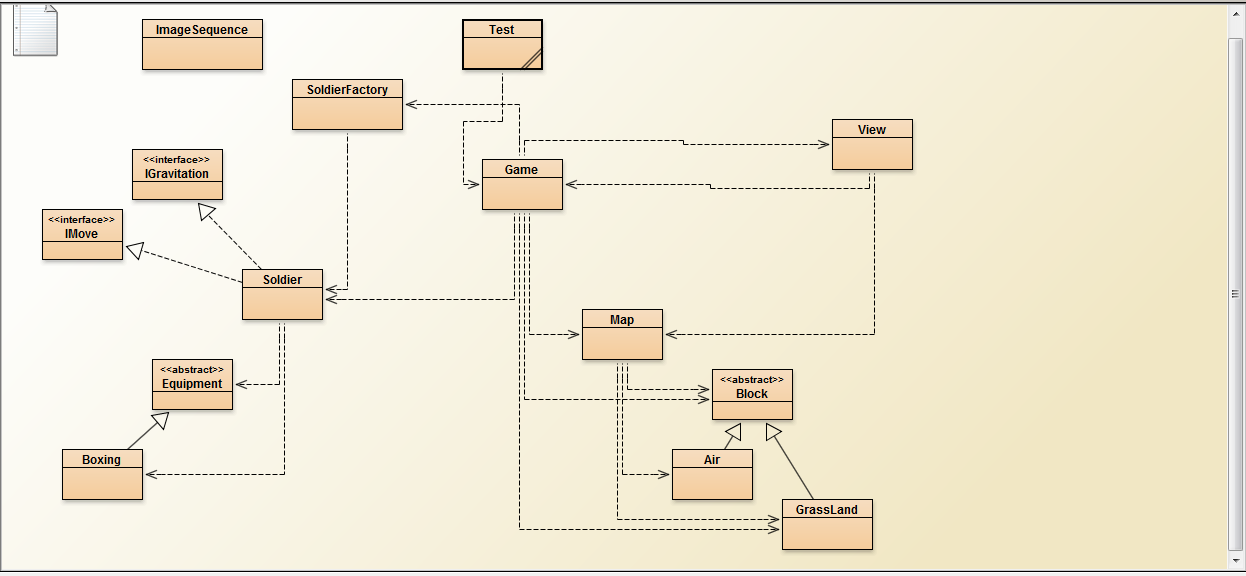 ImageSequence
Test
SoldierFactory
View
<<interface>>
IGravitation
Game
<<interface>>
IMove
Soldier
Map
<<abstract>>
Equipment
<<abstract>>
Block
Boxing
Air
GrassLand